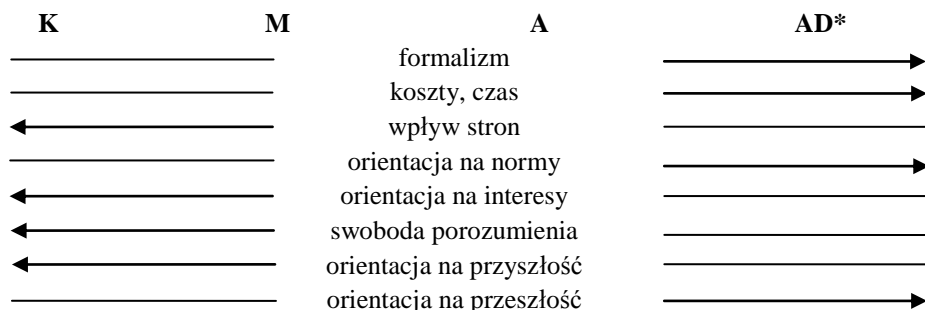 K M A AD*
formalizm
koszty, czas
wpływ stron
orientacja na normy
orientacja na interesy
swoboda porozumienia
orientacja na przyszłość
orientacja na przeszłość